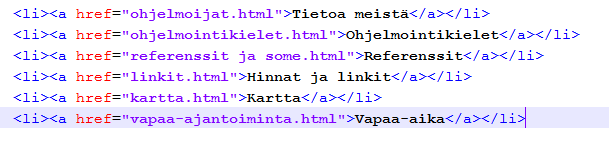 <li><a href="ohjelmoijat.html">Tietoa meistä</a></li>
<li><a href="ohjelmointikielet.html">Ohjelmointikielet</a></li>
<li><a href="referenssit ja some.html">Referenssit</a></li>
<li><a href="linkit.html">Hinnat ja linkit</a></li>
<li><a href="kartta.html">Kartta</a></li>
<li><a href="vapaa-ajantoiminta.html">Vapaa-aika</a></li>